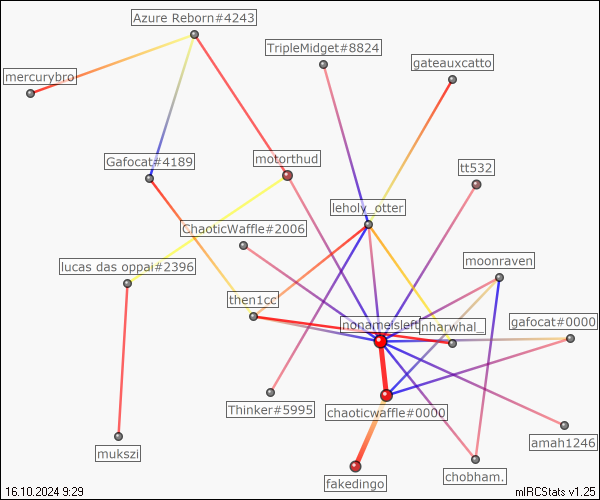 Azure Reborn#4243
TripleMidget#8824
gateauxcatto
mercurybro
Gafocat#4189
motorthud
tt532
leholy_otter
ChaoticWaffle#2006
moonraven
lucas das oppai#2396
then1cc
nonameisleft
nharwhal_
gafocat#0000
Thinker#5995
chaoticwaffle#0000
amah1246
mukszi
fakedingo
chobham.
16.10.2024 9:29
mIRCStats v1.25